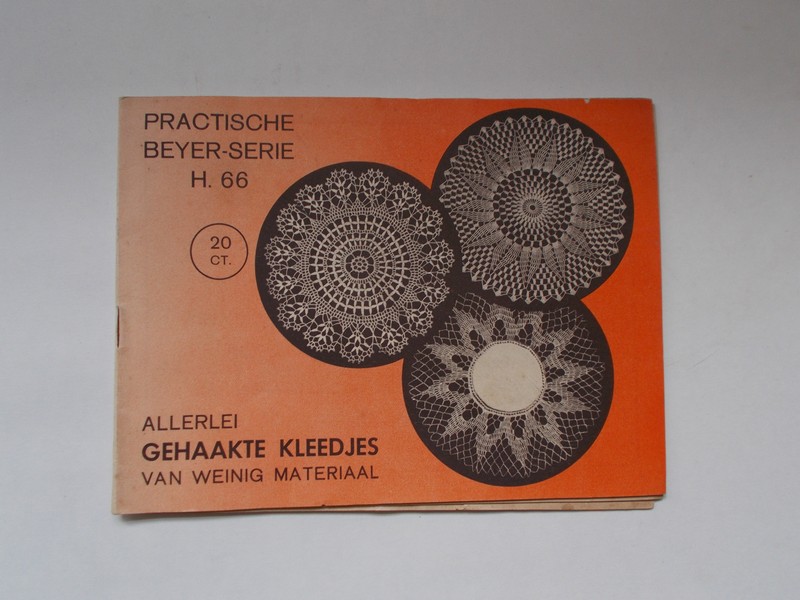 PRACTISCHE
BEYER-SERIE
H. 66
20
CT.
ALLERLEI
GEHAAKTE KLEEDJES
VAN WEINIG MATERIAAL